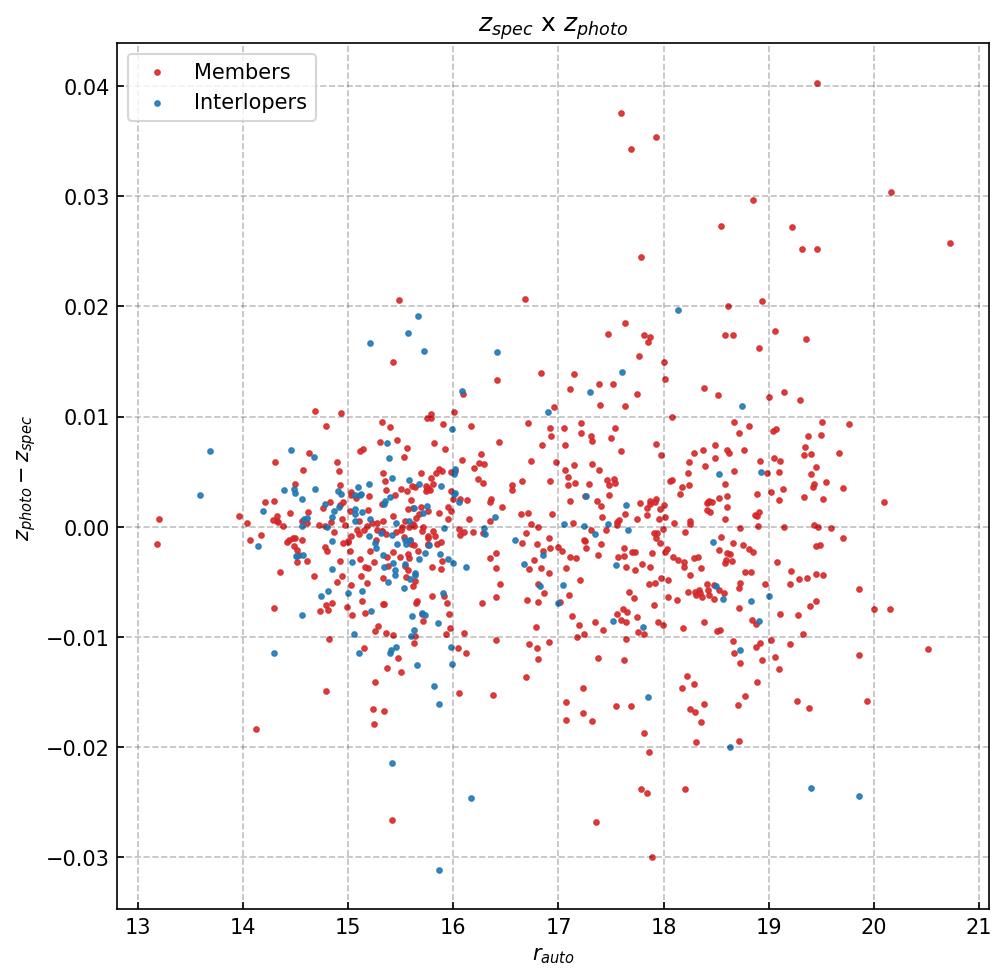 z_spec x z_photo
Members
Interlopers
0.04
0.03
0.02
0.01
0.00
−0.01
−0.02
−0.03
z_photo − z_spec
13 14 15 16 17 18 19 20 21
r_auto